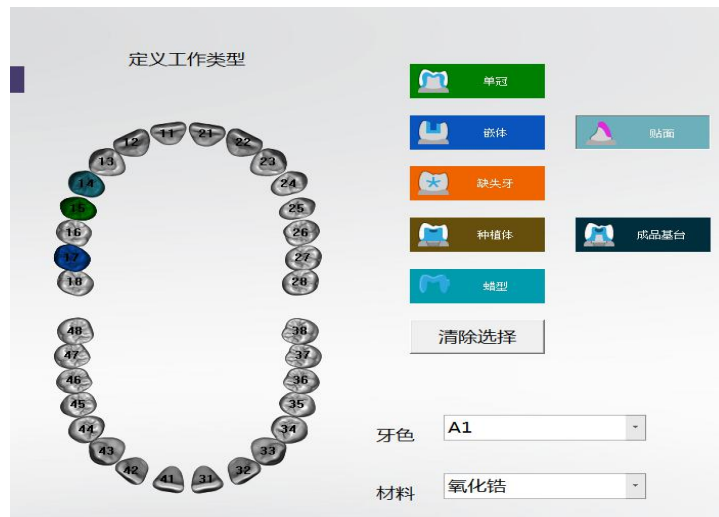 定义工作类型
单冠
嵌体
贴面
缺失牙
种植体
成品基台
蜡型
清除选择
牙色
A1
材料
氧化锆
11
21
12
22
13
23
14
24
15
25
16
26
17
27
18
28
48
38
47
37
46
36
45
35
44
34
43
33
42
32
41
31